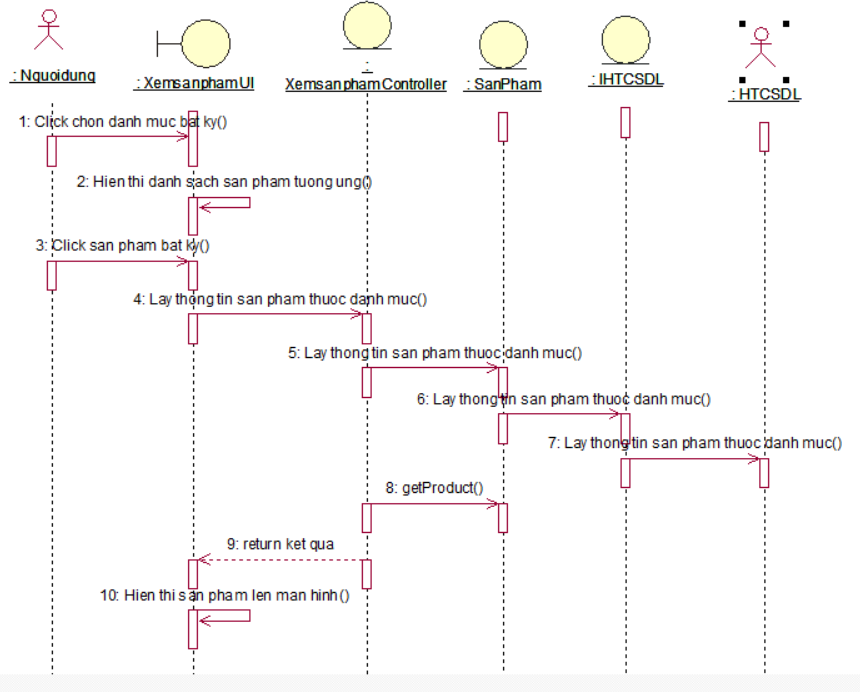 : Nguoidung
: XemsanphamUI
:
XemsanphamController
: SanPham
: IHTCSDL
: HTCSDL
1: Click chon danh muc bat ky()
2: Hien thi danh sach san pham tuong ung()
3: Click san pham bat ky()
4: Lay thong tin san pham thuoc danh muc()
5: Lay thong tin san pham thuoc danh muc()
6: Lay thong tin san pham thuoc danh muc()
7: Lay thong tin san pham thuoc danh muc()
8: getProduct()
9: return ket qua
10: Hien thi san pham len man hinh()